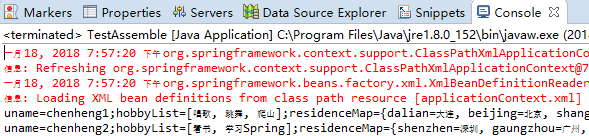 Markers Properties Servers Data Source Explorer Snippets Console
<terminated> TestAssemble [Java Application] C:\Program Files\Java\jre1.8.0_152\bin\javaw.exe (201
一月 18, 2018 7:57:20 下午 org.springframework.context.support.ClassPathXmlApplicationCo
信息: Refreshing org.springframework.context.support.ClassPathXmlApplicationContext@7
一月 18, 2018 7:57:20 下午 org.springframework.beans.factory.xml.XmlBeanDefinitionReader
信息: Loading XML bean definitions from class path resource [applicationContext.xml]
uname=chenheng1;hobbyList=[唱歌, 跳舞, 爬山];residenceMap={dalian=大连, beijing=北京, shang
uname=chenheng2;hobbyList=[看书, 学习Spring];residenceMap={shenzhen=深圳, gaungzhou=广州,